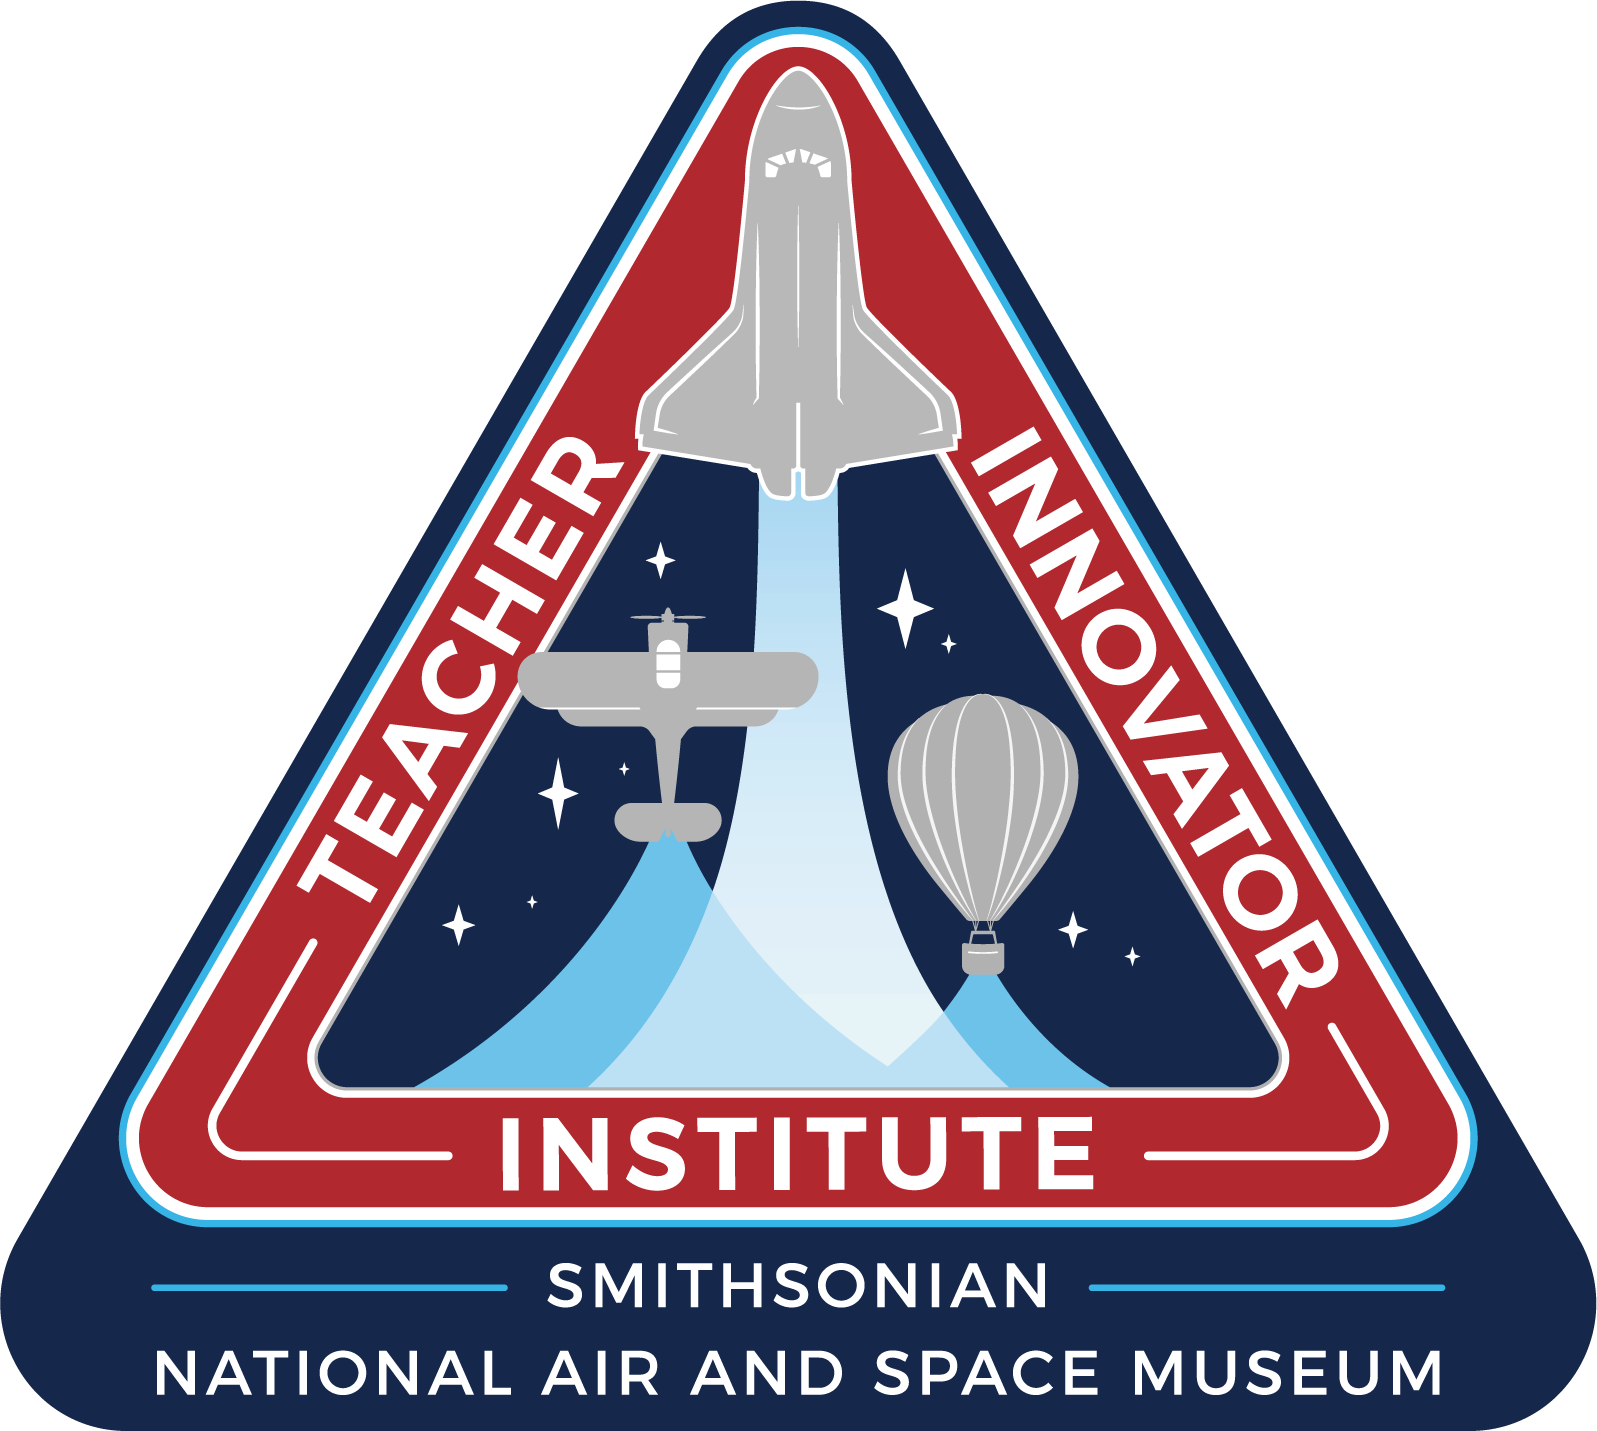 TEACHER
INNOVATOR
INSTITUTE
SMITHSONIAN
NATIONAL AIR AND SPACE MUSEUM